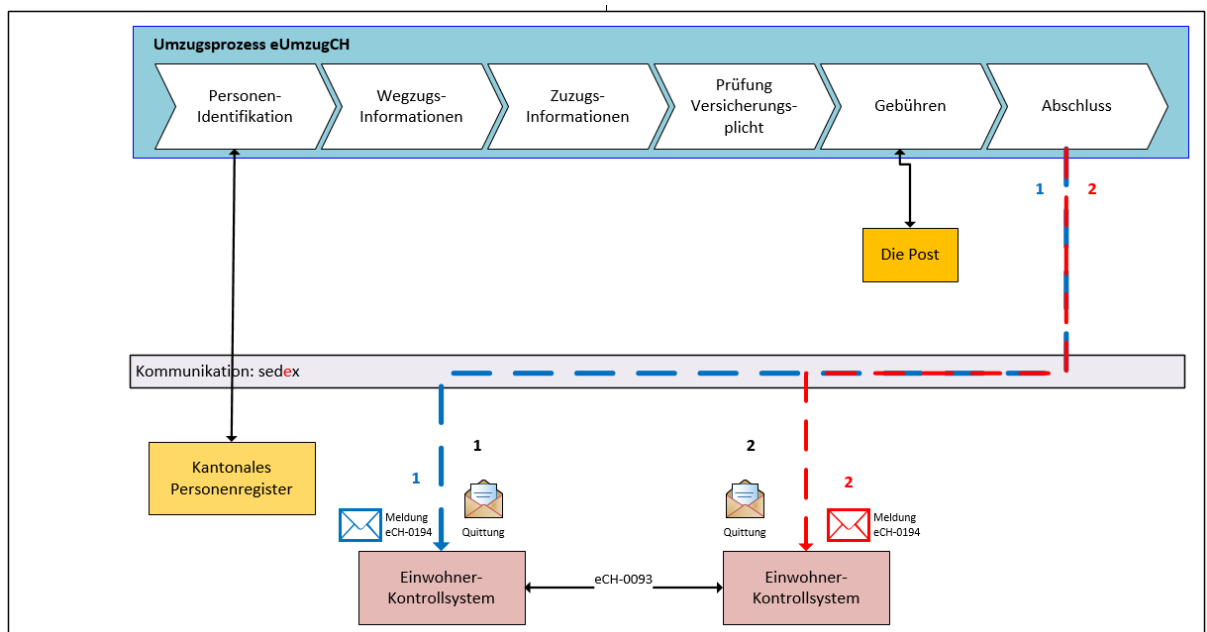 Umzugsprozess eUmzugCH
Personen-
Identifikation
Wegzugs-
Informationen
Zuzugs-
Informationen
Prüfung
Versicherungs-
plicht
Gebühren
Abschluss
1
2
Die Post
Kommunikation: sedex
Kantonales
Personenregister
1
1
Meldung
eCH-0194
Quittung
2
2
Quittung
Meldung
eCH-0194
Einwohner-
Kontrollsystem
eCH-0093
Einwohner-
Kontrollsystem